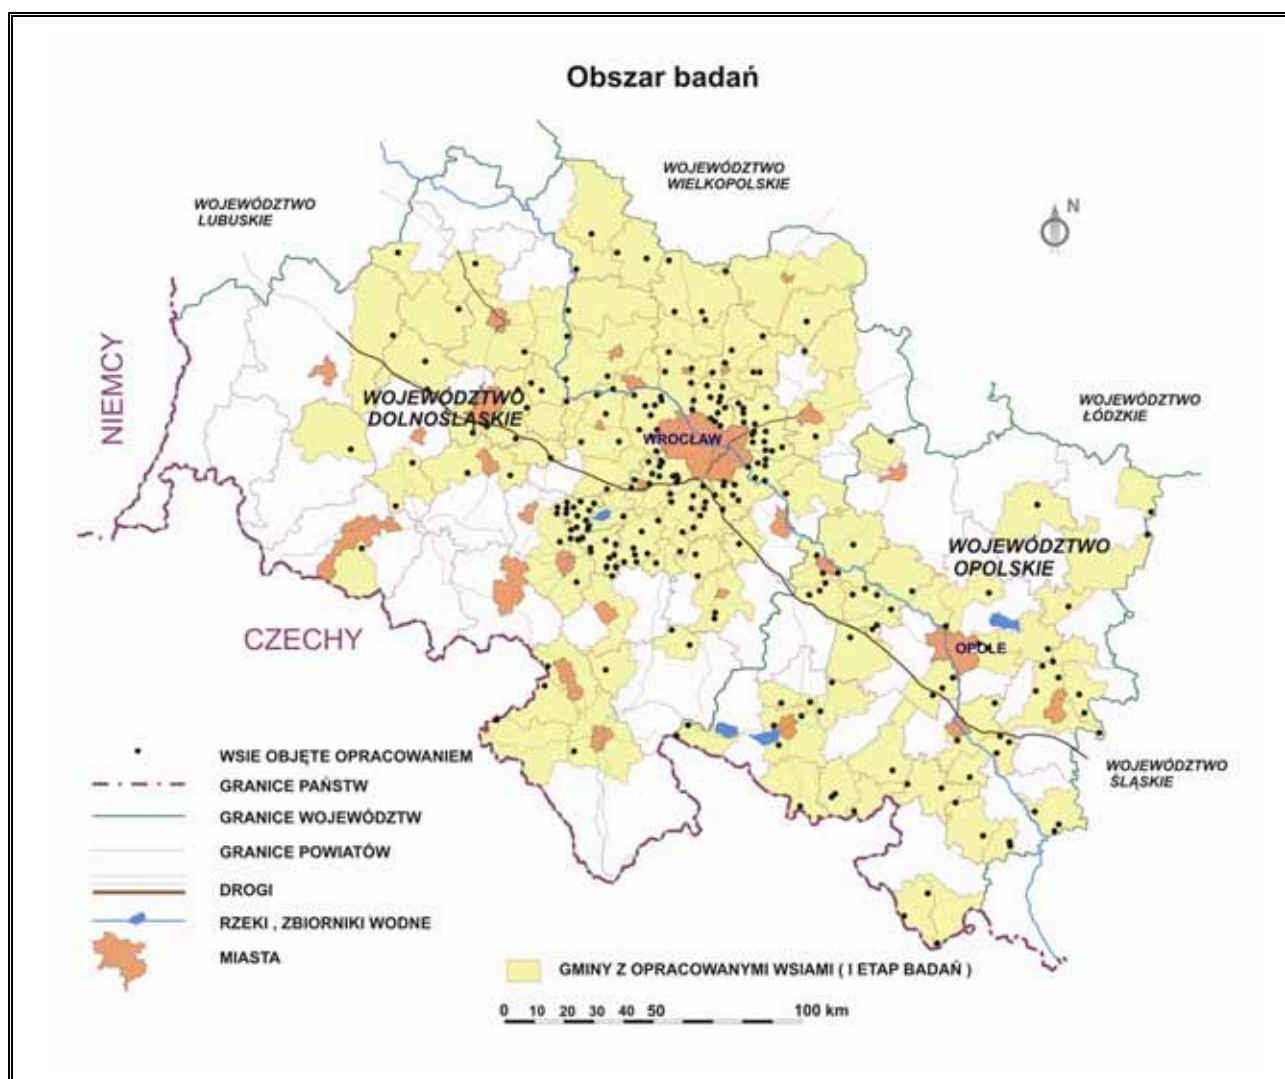 Obszar badań
WOJEWÓDZTWO
WIELKOPOLSKIE
WOJEWÓDZTWO
LUBUSKIE
N
NIEMCY
WOJEWÓDZTWO
DOLNOŚLĄSKIE
WOJEWÓDZTWO
ŁÓDZKIE
WROCŁAW
WOJEWÓDZTWO
OPOLSKIE
CZECHY
OPOLE
WOJEWÓDZTWO
ŚLĄSKIE
WSIE OBJĘTE OPRACOWANIEM
GRANICE PAŃSTW
GRANICE WOJEWÓDZTW
GRANICE POWIATÓW
DROGI
RZEKI , ZBIORNIKI WODNE
MIASTA
GMINY Z OPRACOWANYMI WSIAMI ( I ETAP BADAŃ )
0 10 20 30 40 50 100 km